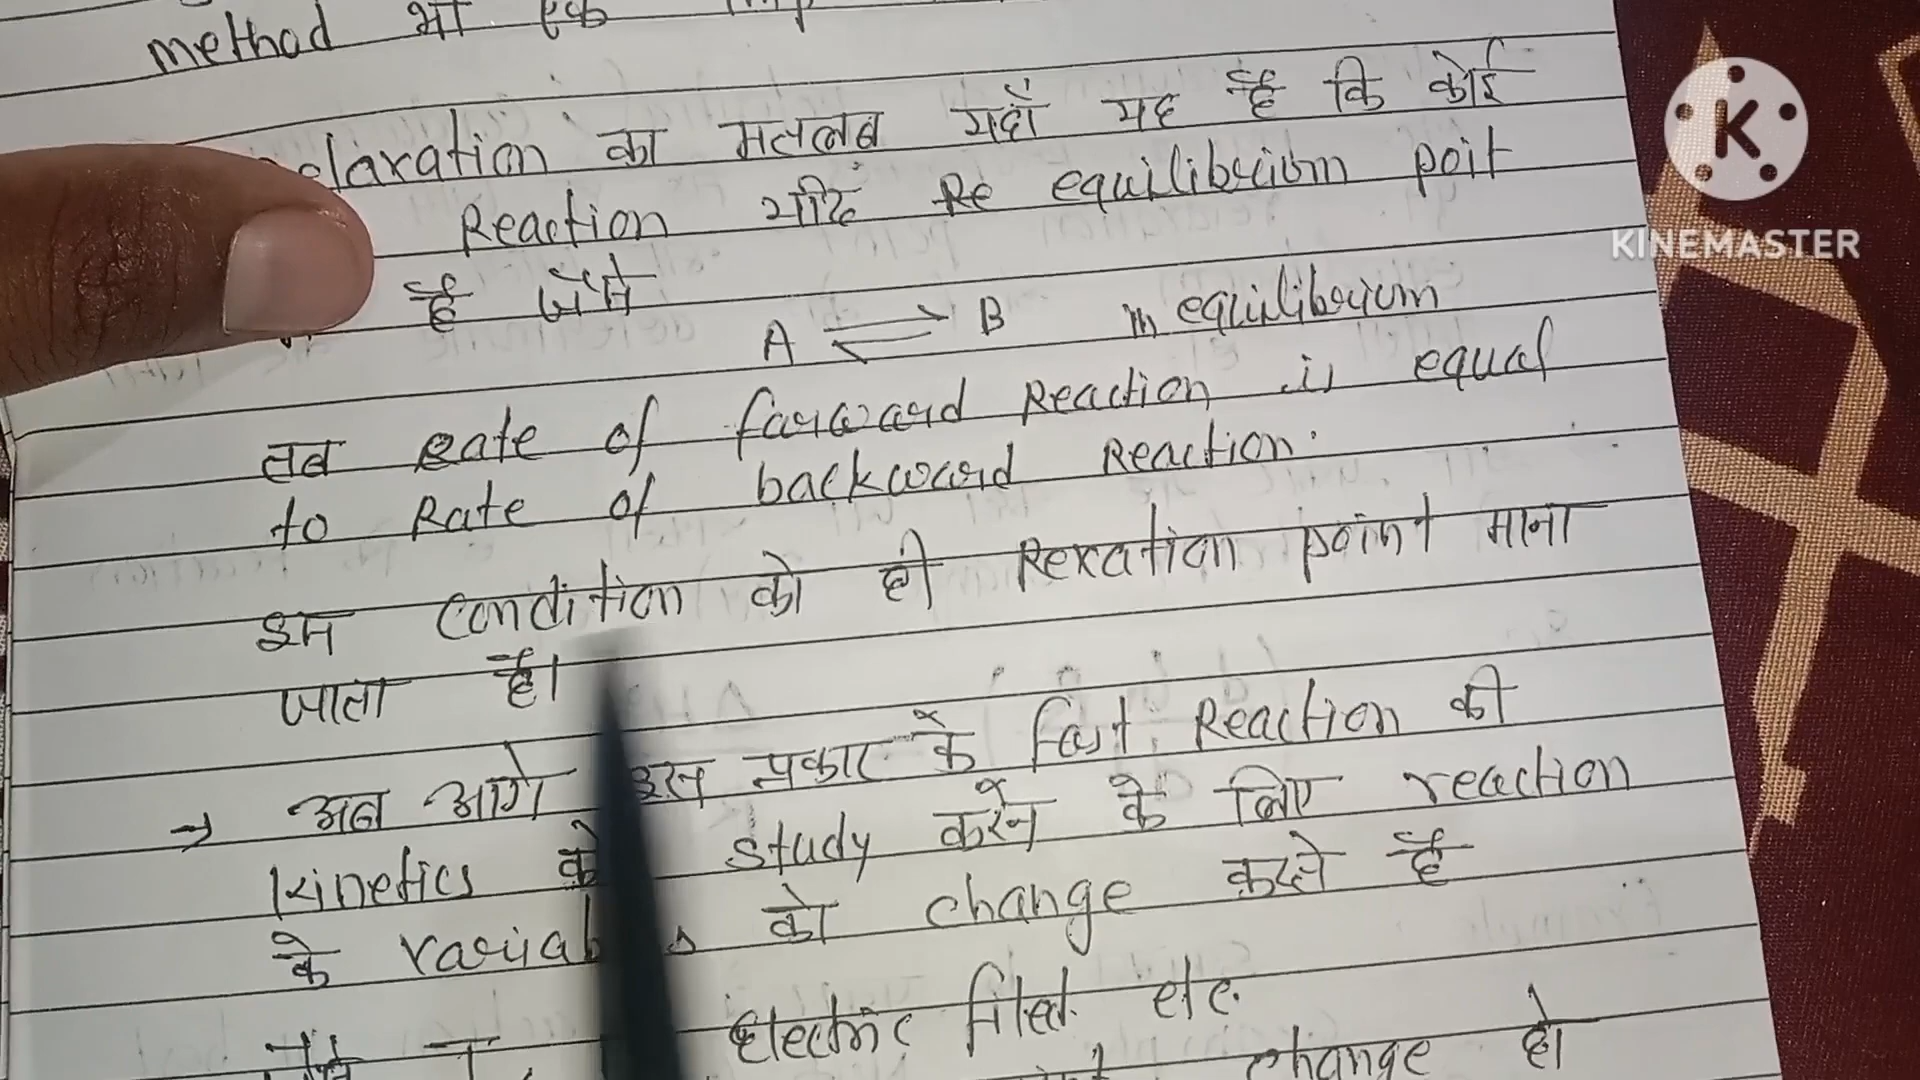 method भी एक
elaxation का मतलब यहाँ यह है कि कोई
Reaction यदि Re equilibrium poit
है जैसे
A ⇌ B in equilibrium
तब Rate of forward Reaction is equal
to Rate of backward Reaction.
इस condition को ही Rexation point माना
जाता है।
→ अब आगे इस प्रकार के fast Reaction की
Kinetics के study करने के लिए reaction
के variab s को change करते है
Electric filed. etc.
change हो
K
KINEMASTER